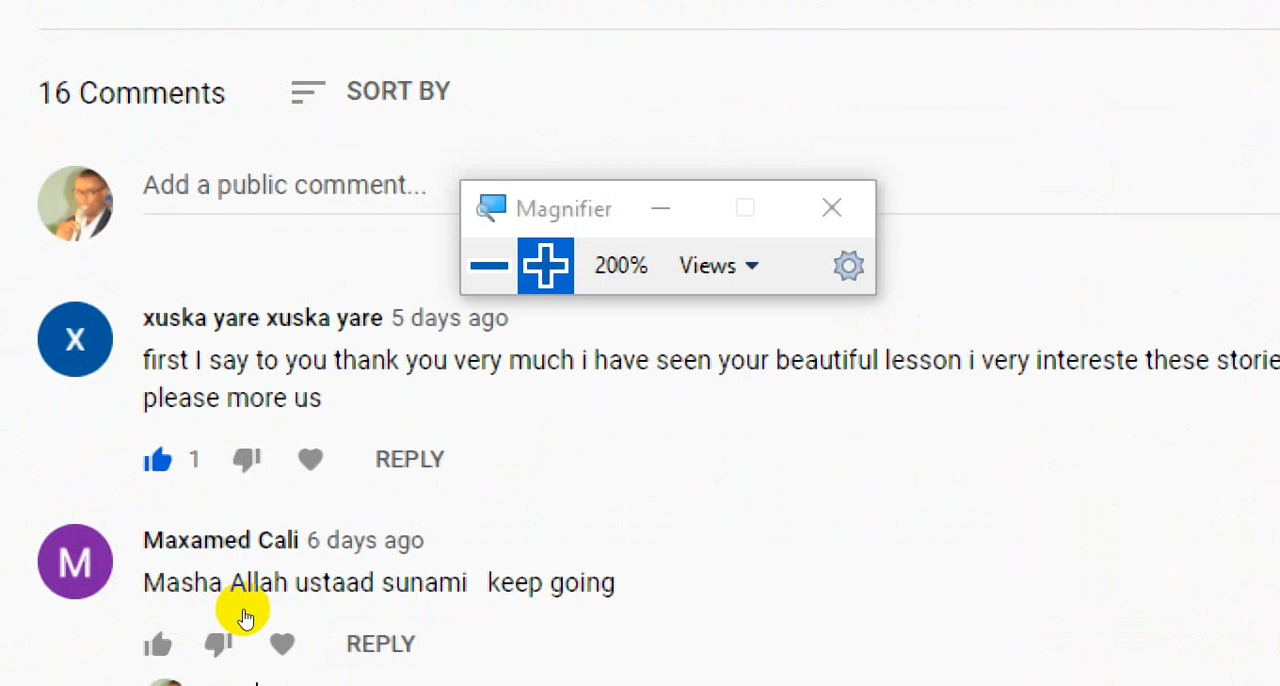 16 Comments SORT BY
Add a public comment...
Magnifier
200% Views
X
xuska yare xuska yare 5 days ago
first I say to you thank you very much i have seen your beautiful lesson i very intereste these storie
please more us
1 REPLY
M
Maxamed Cali 6 days ago
Masha Allah ustaad sunami keep going
REPLY